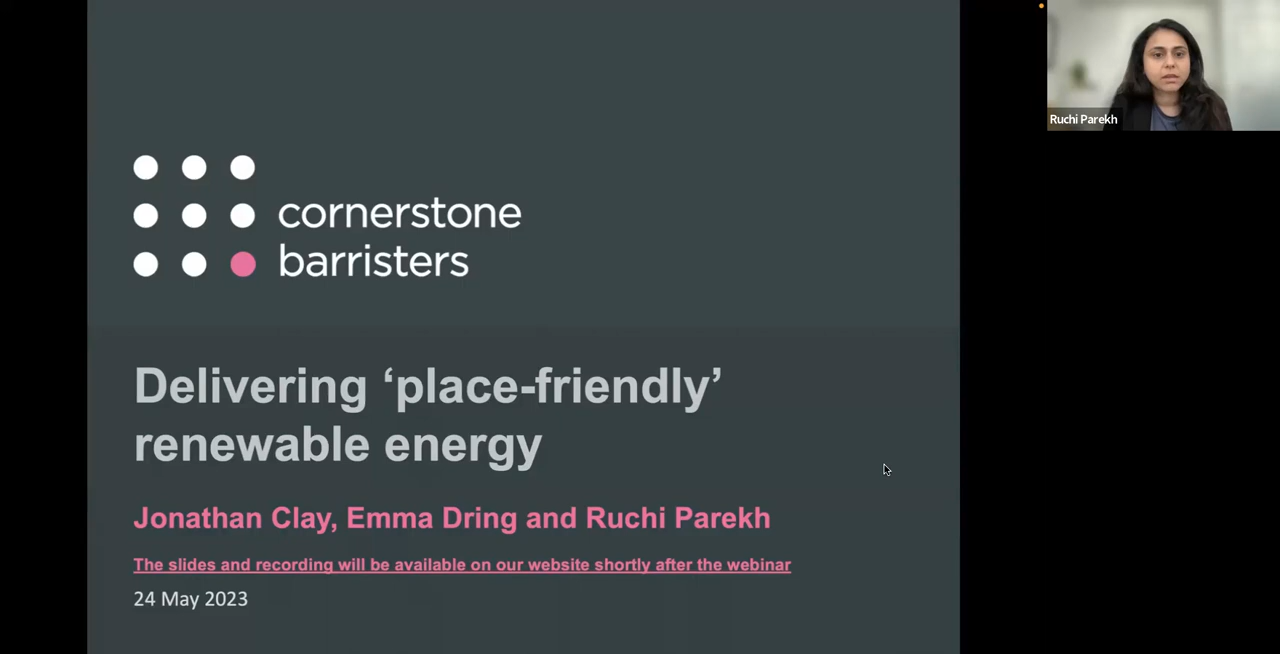 cornerstone
barristers
Delivering ‘place-friendly’
renewable energy
Jonathan Clay, Emma Dring and Ruchi Parekh
The slides and recording will be available on our website shortly after the webinar
24 May 2023
Ruchi Parekh